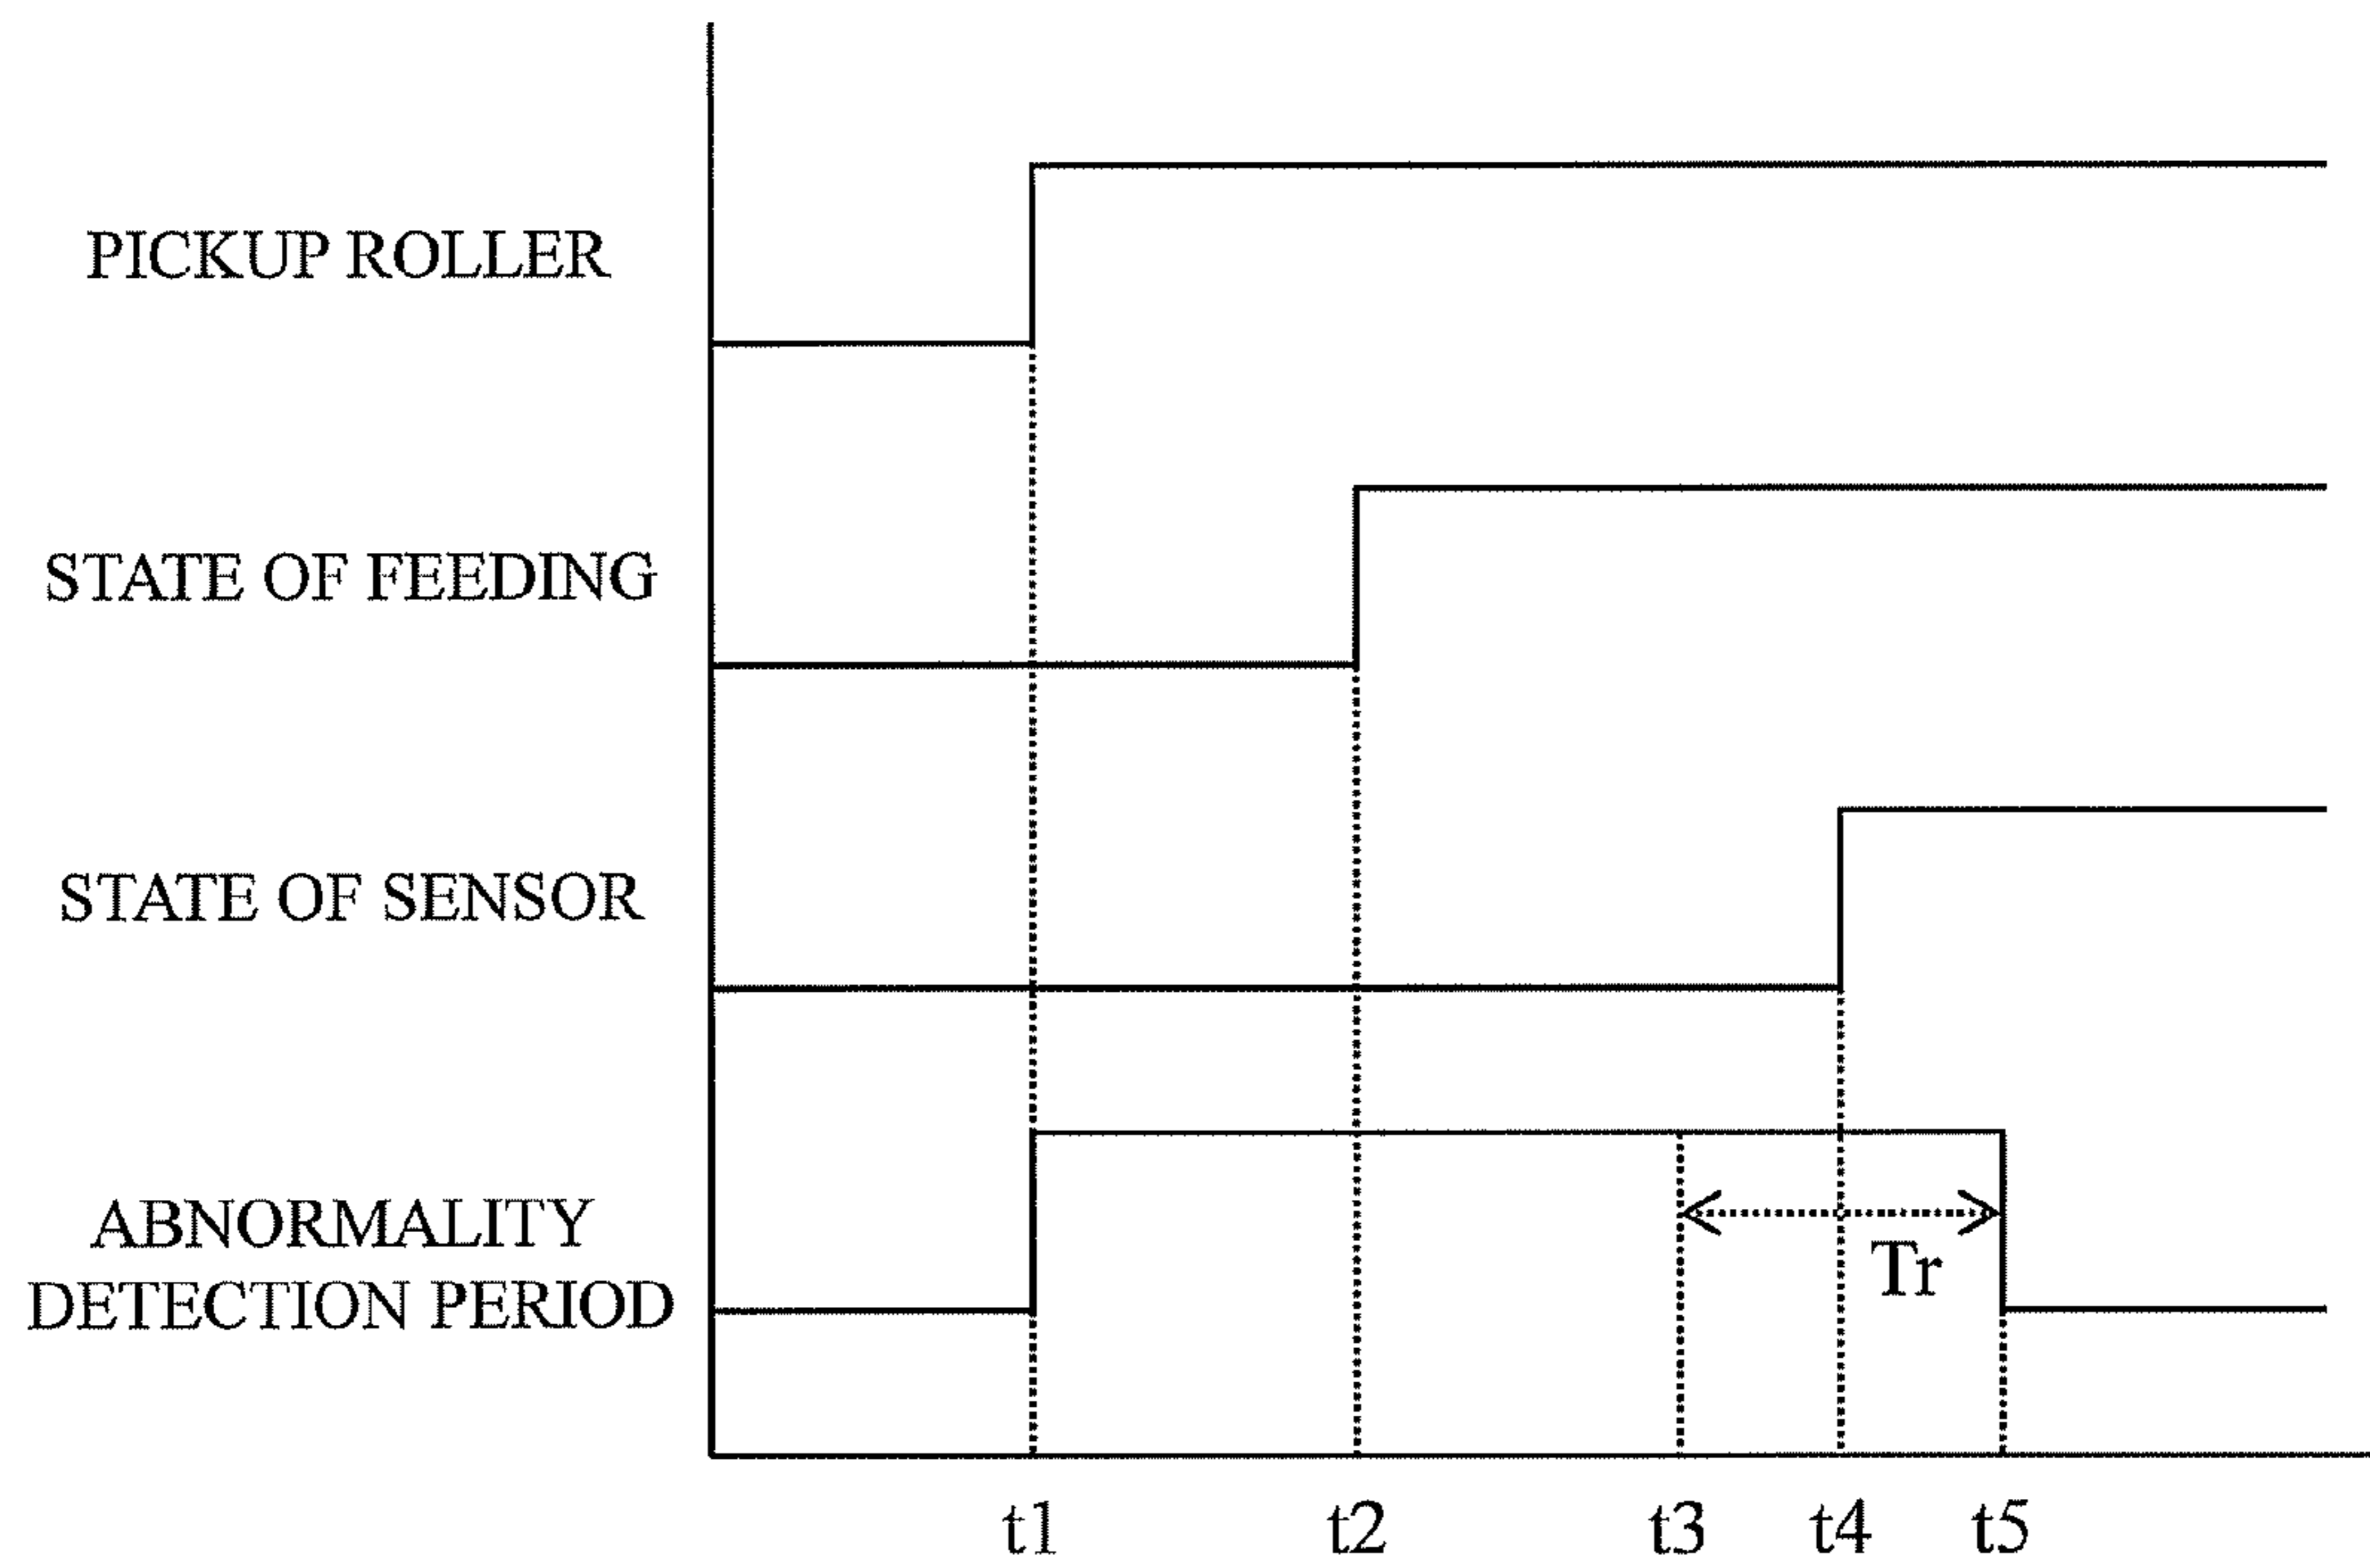 PICKUP ROLLER
STATE OF FEEDING
STATE OF SENSOR
ABNORMALITY
DETECTION PERIOD
Tr
t1 t2 t3 t4 t5